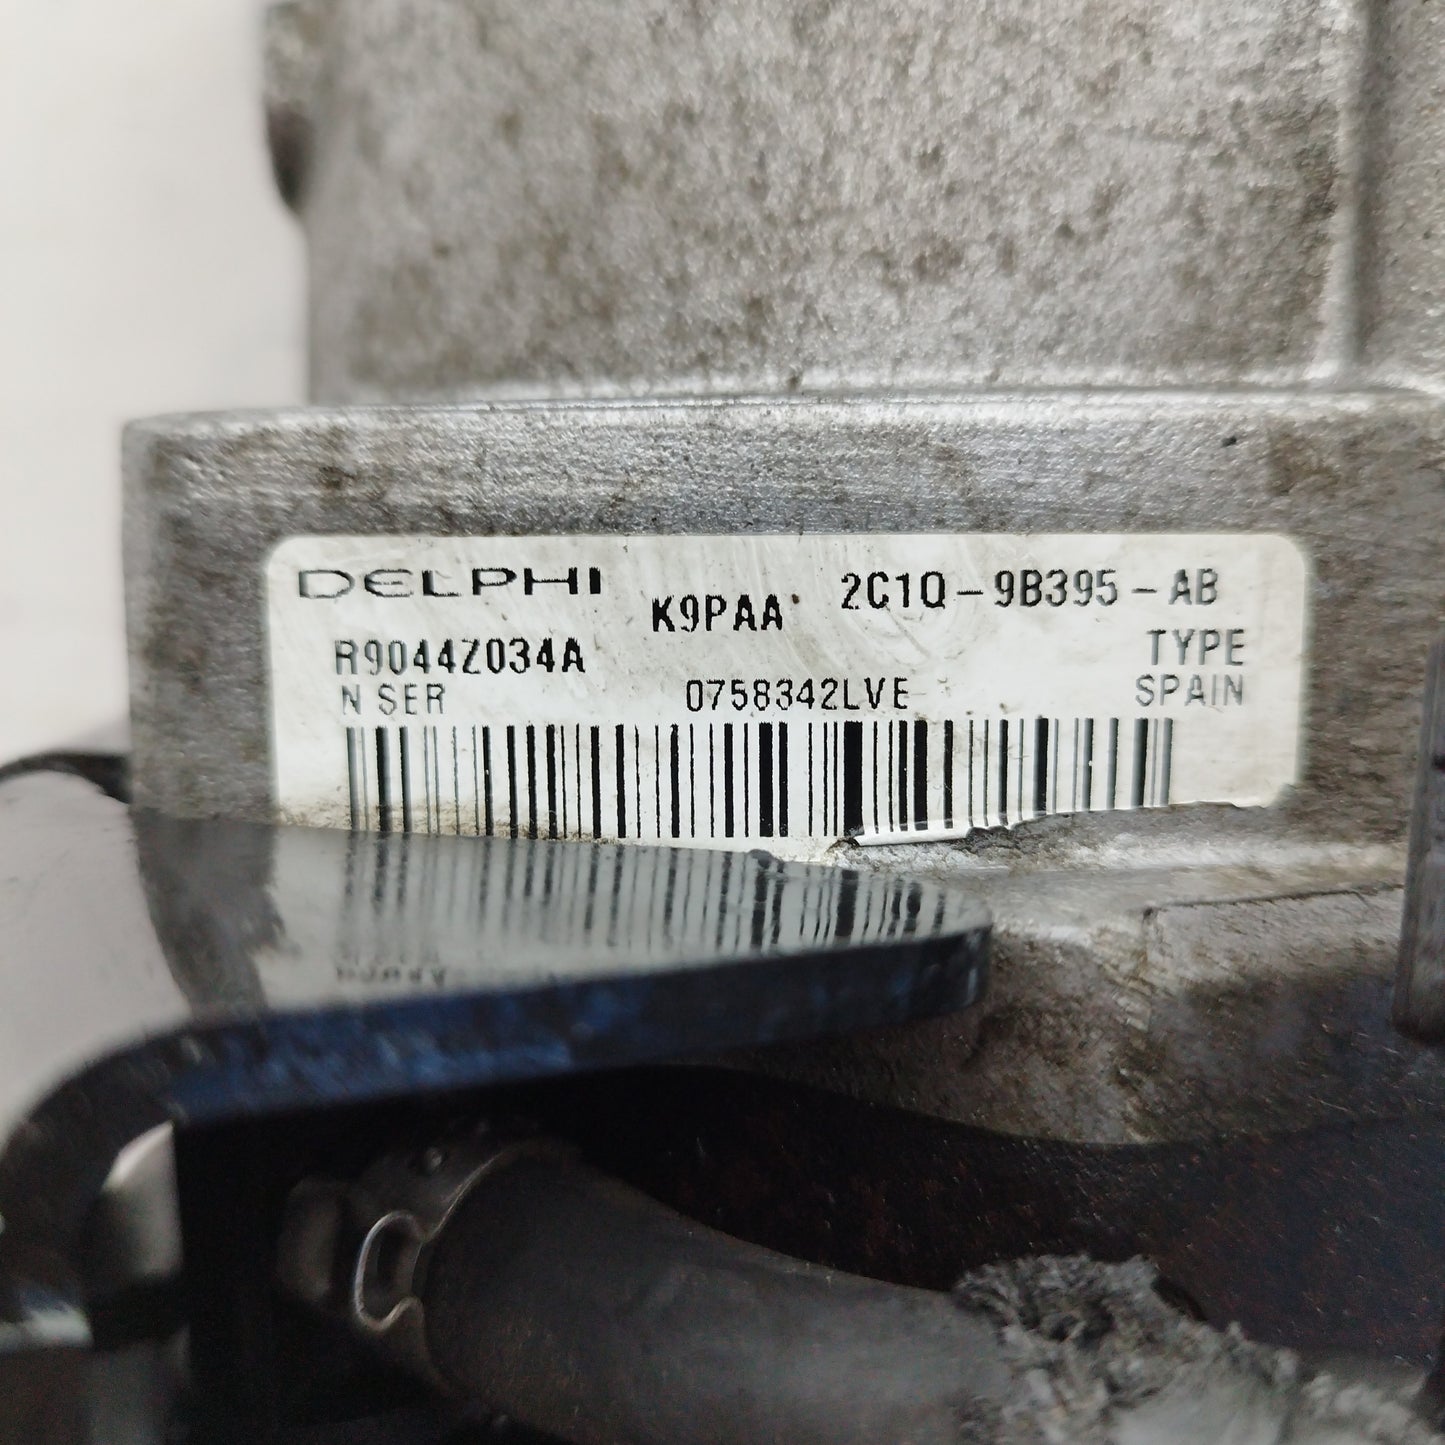 DELPHI K9PAA 2C1Q-9B395-AB
R9044Z034A TYPE
N SER 0758342LVE SPAIN